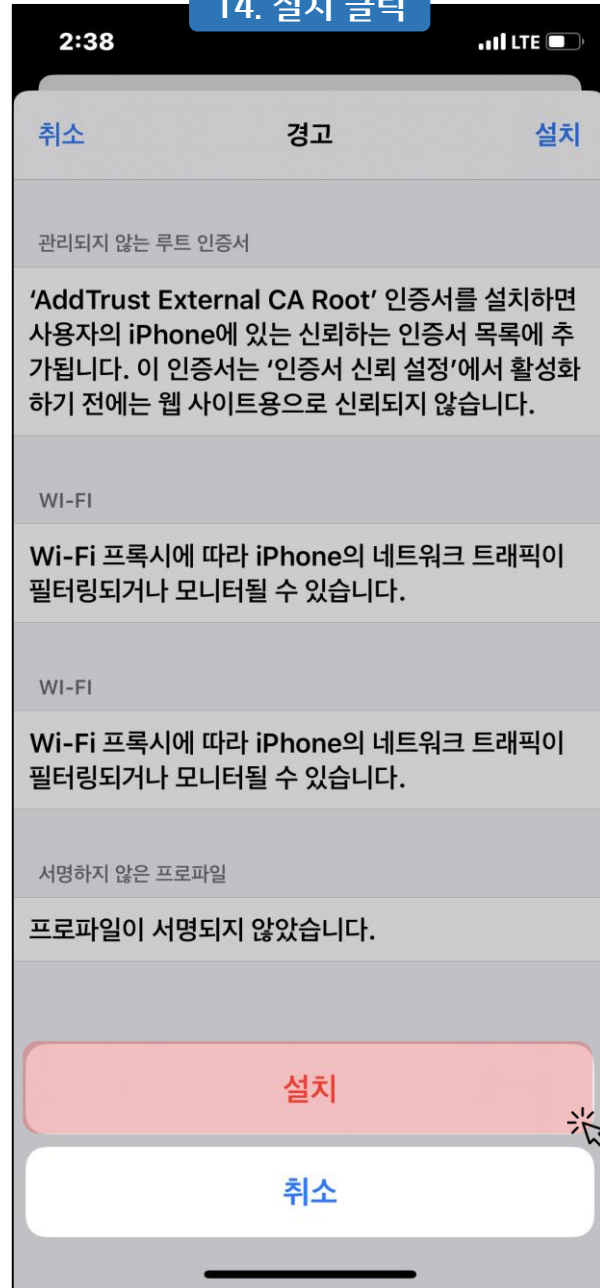 14. 설치 클릭
2:38
LTE
취소
경고
설치
관리되지 않는 루트 인증서
‘AddTrust External CA Root’ 인증서를 설치하면
사용자의 iPhone에 있는 신뢰하는 인증서 목록에 추
가됩니다. 이 인증서는 ‘인증서 신뢰 설정’에서 활성화
하기 전에는 웹 사이트용으로 신뢰되지 않습니다.
WI-FI
Wi-Fi 프록시에 따라 iPhone의 네트워크 트래픽이
필터링되거나 모니터될 수 있습니다.
WI-FI
Wi-Fi 프록시에 따라 iPhone의 네트워크 트래픽이
필터링되거나 모니터될 수 있습니다.
서명하지 않은 프로파일
프로파일이 서명되지 않았습니다.
설치
취소